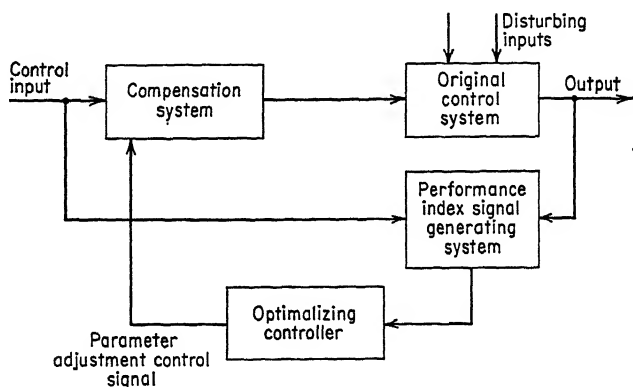 Disturbing
inputs
Control
input
Compensation
system
Original
control
system
Output
Performance
index signal
generating
system
Optimalizing
controller
Parameter
adjustment control
signal